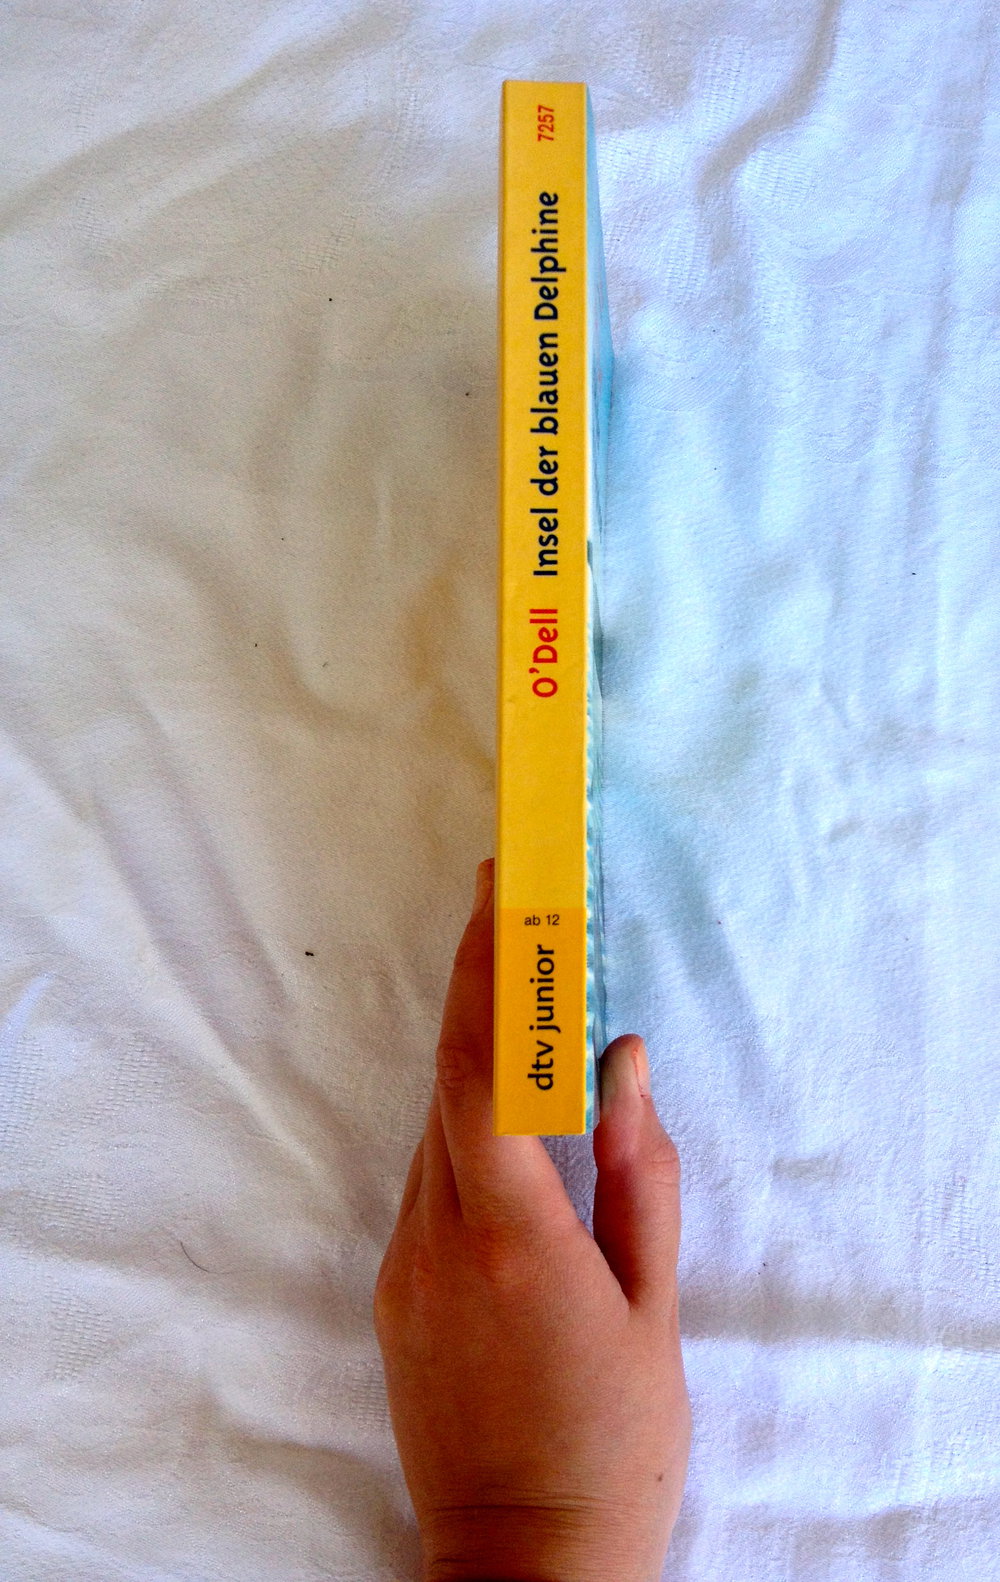 O'Dell Insel der blauen Delphine 7257
dtv junior
ab 12